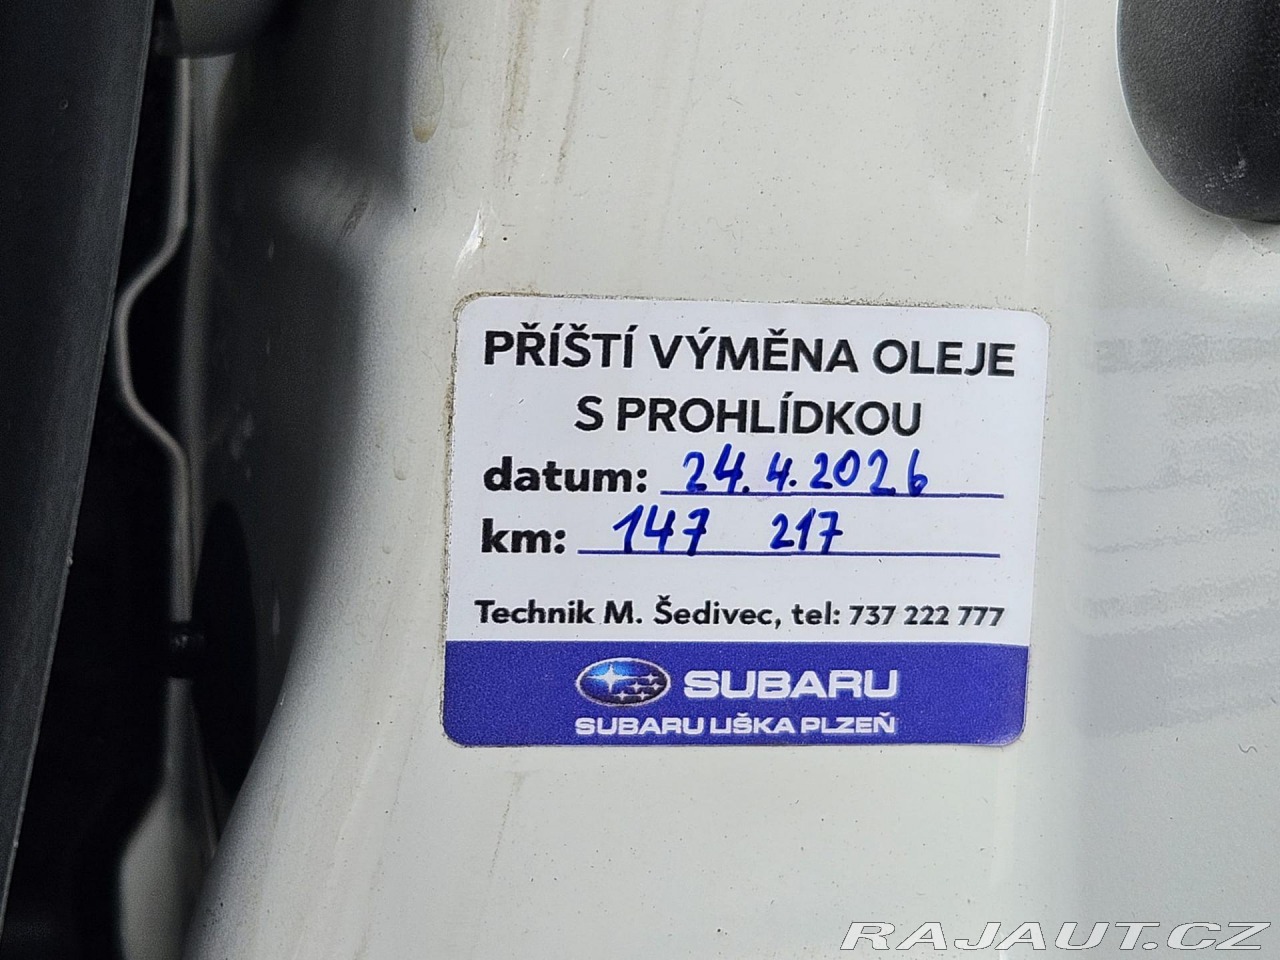 PŘÍŠTÍ VÝMĚNA OLEJE
S PROHLÍDKOU
datum: 24.4.2026
km: 147 217
Technik M. Šedivec, tel: 737 222 777
SUBARU
SUBARU LIŠKA PLZEŇ
RAJAUT.CZ